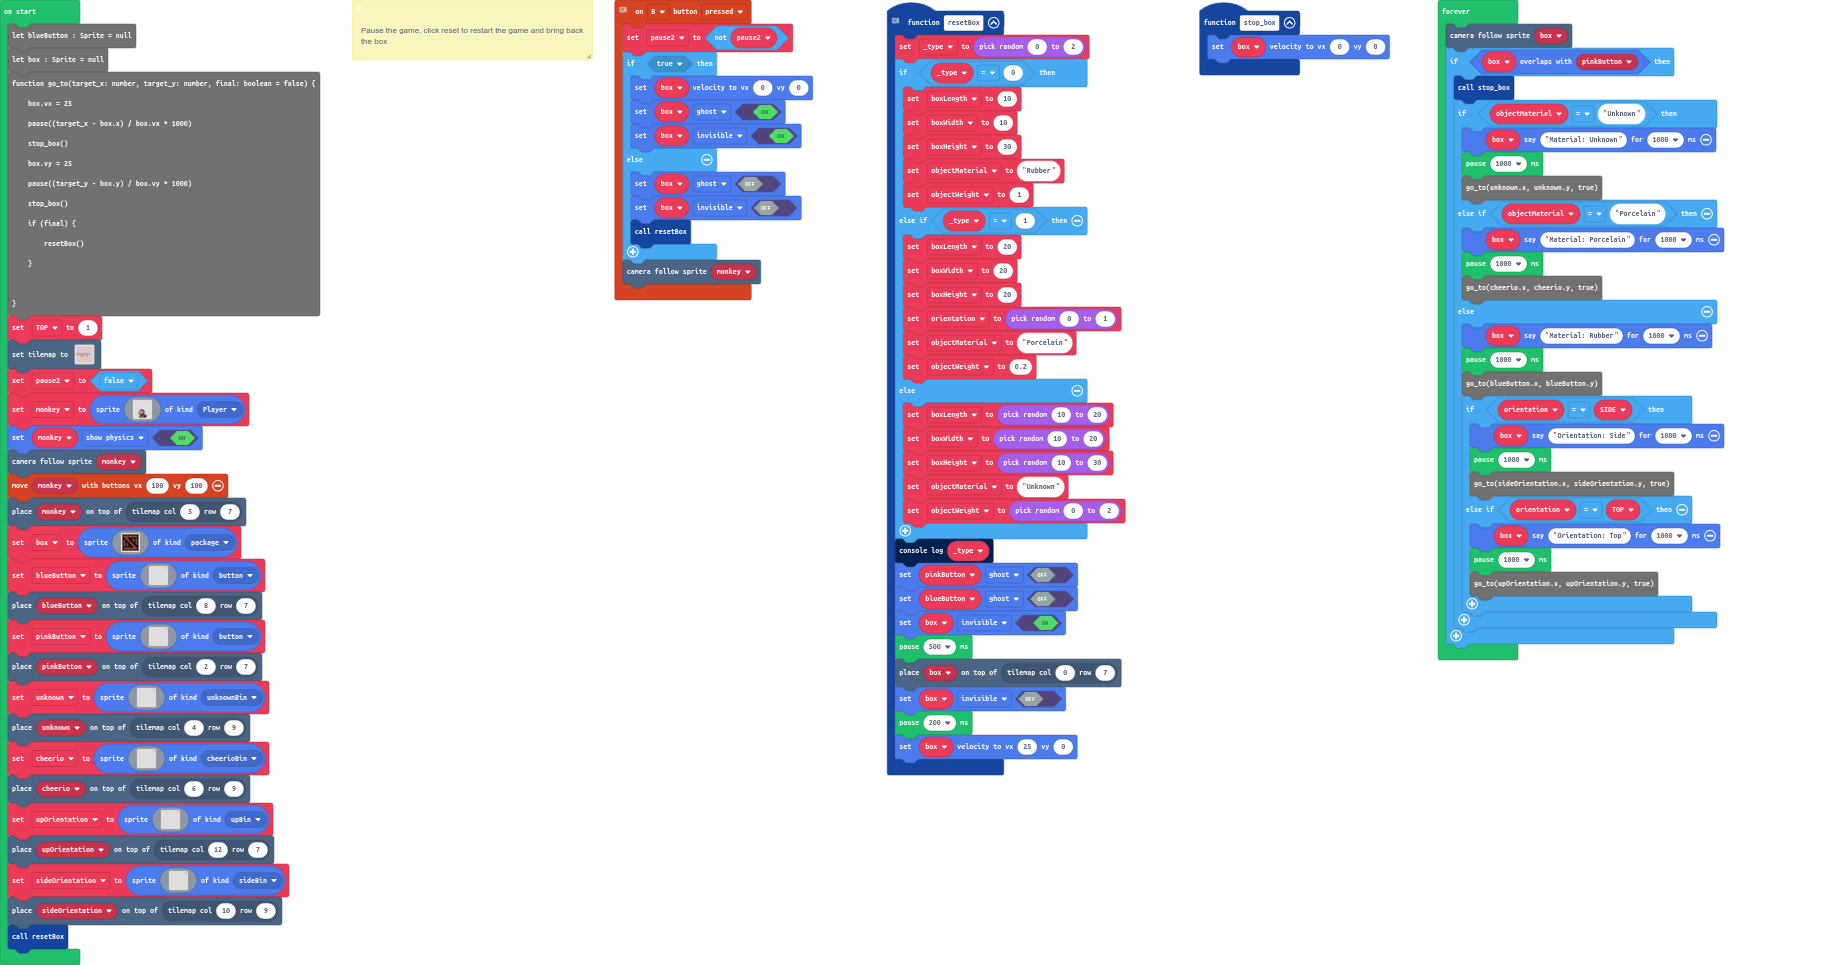 on start
let blueButton : Sprite = null
let box : Sprite = null
function go_to(target_x: number, target_y: number, final: boolean = false) {
box.vx = 25
pause((target_x - box.x) / box.vx * 1000)
stop_box()
box.vy = 25
pause((target_y - box.y) / box.vy * 1000)
stop_box()
if (final) {
resetBox()
}
}
set TOP to 1
set tilemap to
set pause2 to false
set monkey to sprite of kind Player
set monkey show physics ON
camera follow sprite monkey
move monkey with buttons vx 100 vy 100
place monkey on top of tilemap col 5 row 7
set box to sprite of kind package
set blueButton to sprite of kind button
place blueButton on top of tilemap col 8 row 7
set pinkButton to sprite of kind button
place pinkButton on top of tilemap col 2 row 7
set unknown to sprite of kind unknownBin
place unknown on top of tilemap col 4 row 9
set cheerio to sprite of kind cheerioBin
place cheerio on top of tilemap col 6 row 9
set upOrientation to sprite of kind upBin
place upOrientation on top of tilemap col 12 row 7
set sideOrientation to sprite of kind sideBin
place sideOrientation on top of tilemap col 10 row 9
call resetBox
Pause the game, click reset to restart the game and bring back
the box
on B button pressed
set pause2 to not pause2
if true then
set box velocity to vx 0 vy 0
set box ghost ON
set box invisible ON
else
set box ghost OFF
set box invisible OFF
call resetBox
camera follow sprite monkey
function resetBox
set _type to pick random 0 to 2
if _type = 0 then
set boxLength to 10
set boxWidth to 10
set boxHeight to 30
set objectMaterial to "Rubber"
set objectWeight to 1
else if _type = 1 then
set boxLength to 20
set boxWidth to 20
set boxHeight to 20
set orientation to pick random 0 to 1
set objectMaterial to "Porcelain"
set objectWeight to 0.2
else
set boxLength to pick random 10 to 20
set boxWidth to pick random 10 to 20
set boxHeight to pick random 10 to 30
set objectMaterial to "Unknown"
set objectWeight to pick random 0 to 2
console log _type
set pinkButton ghost OFF
set blueButton ghost OFF
set box invisible ON
pause 500 ms
place box on top of tilemap col 0 row 7
set box invisible OFF
pause 200 ms
set box velocity to vx 25 vy 0
function stop_box
set box velocity to vx 0 vy 0
forever
camera follow sprite box
if box overlaps with pinkButton then
call stop_box
if objectMaterial = "Unknown" then
box say "Material: Unknown" for 1000 ms
pause 1000 ms
go_to(unknown.x, unknown.y, true)
else if objectMaterial = "Porcelain" then
box say "Material: Porcelain" for 1000 ms
pause 1000 ms
go_to(cheerio.x, cheerio.y, true)
else
box say "Material: Rubber" for 1000 ms
pause 1000 ms
go_to(blueButton.x, blueButton.y)
if orientation = SIDE then
box say "Orientation: Side" for 1000 ms
pause 1000 ms
go_to(sideOrientation.x, sideOrientation.y, true)
else if orientation = TOP then
box say "Orientation: Top" for 1000 ms
pause 1000 ms
go_to(upOrientation.x, upOrientation.y, true)